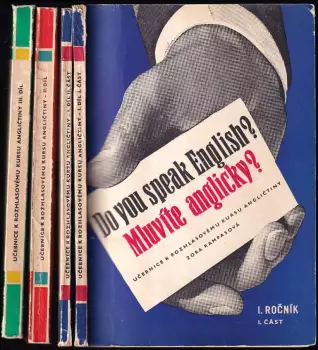 UČEBNICE K ROZHLASOVÉMU KURSU ANGLIČTINY III. DÍL
UČEBNICE K ROZHLASOVÉMU KURSU ANGLIČTINY - II. DÍL
UČEBNICE K ROZHLASOVÉMU KURSU ANGLIČTINY - I. DÍL II. ČÁST
UČEBNICE K ROZHLASOVÉMU KURSU ANGLIČTINY - I. DÍL I. ČÁST
Do you speak English?
Mluvíte anglicky?
UČEBNICE K ROZHLASOVÉMU KURSU ANGLIČTINY
ZORA RAMPASOVÁ
I. ROČNÍK
I. ČÁST